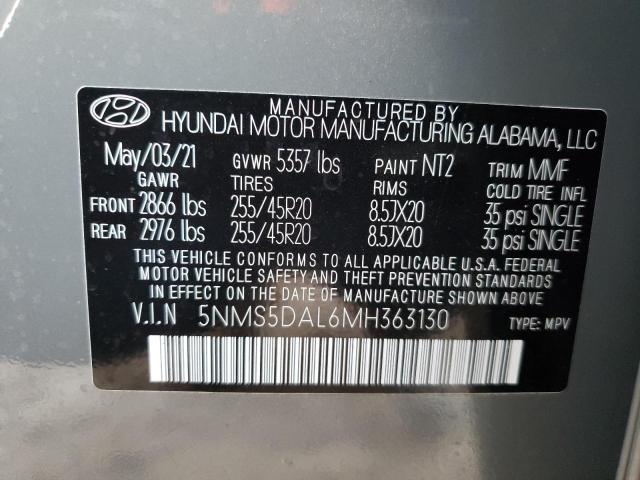 MANUFACTURED BY
HYUNDAI MOTOR MANUFACTURING ALABAMA, LLC
May/03/21 GVWR 5357 lbs PAINT NT2 TRIM MMF
GAWR TIRES RIMS COLD TIRE INFL
FRONT 2866 lbs 255/45R20 8.5JX20 35 psi SINGLE
REAR 2976 lbs 255/45R20 8.5JX20 35 psi SINGLE
THIS VEHICLE CONFORMS TO ALL APPLICABLE U.S.A. FEDERAL
MOTOR VEHICLE SAFETY AND THEFT PREVENTION STANDARDS
IN EFFECT ON THE DATE OF MANUFACTURE SHOWN ABOVE
V.I.N 5NMS5DAL6MH363130 TYPE: MPV